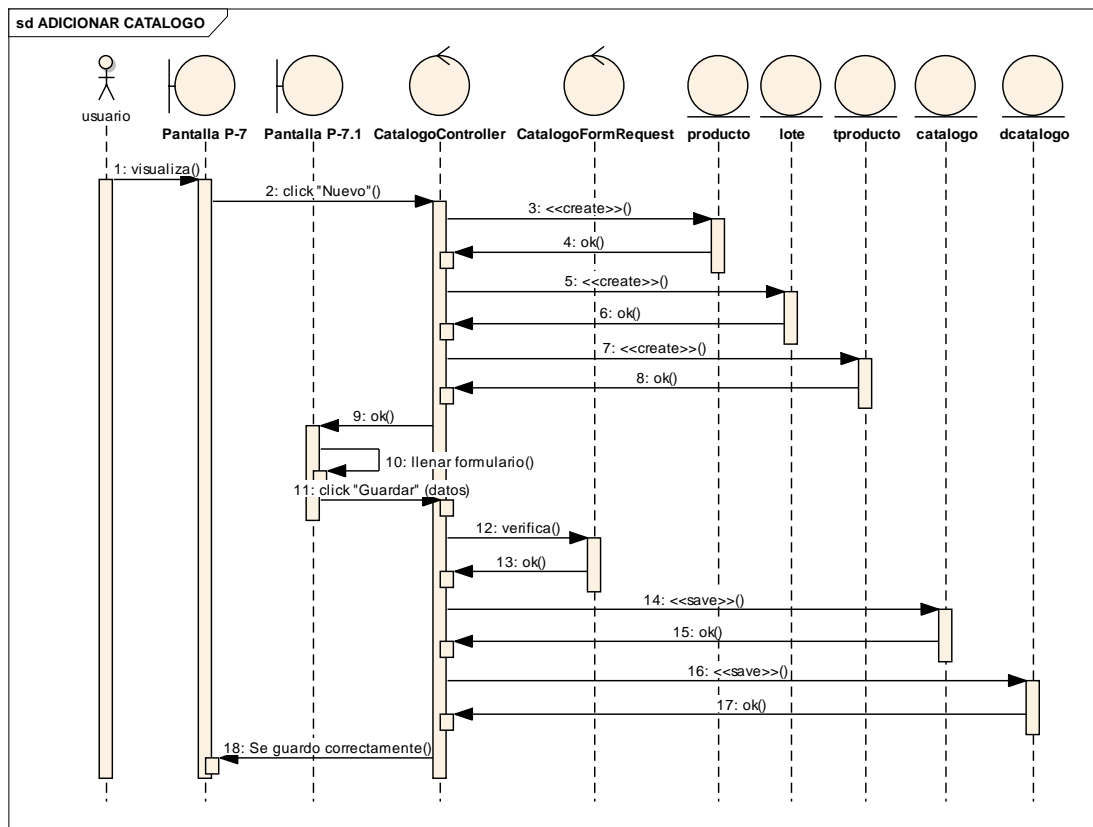 sd ADICIONAR CATALOGO
usuario
Pantalla P-7
Pantalla P-7.1
CatalogoController
CatalogoFormRequest
producto
lote
tproducto
catalogo
dcatalogo
1: visualiza()
2: click "Nuevo"()
3: <<create>>()
4: ok()
5: <<create>>()
6: ok()
7: <<create>>()
8: ok()
9: ok()
10: llenar formulario()
11: click "Guardar" (datos)
12: verifica()
13: ok()
14: <<save>>()
15: ok()
16: <<save>>()
17: ok()
18: Se guardo correctamente()